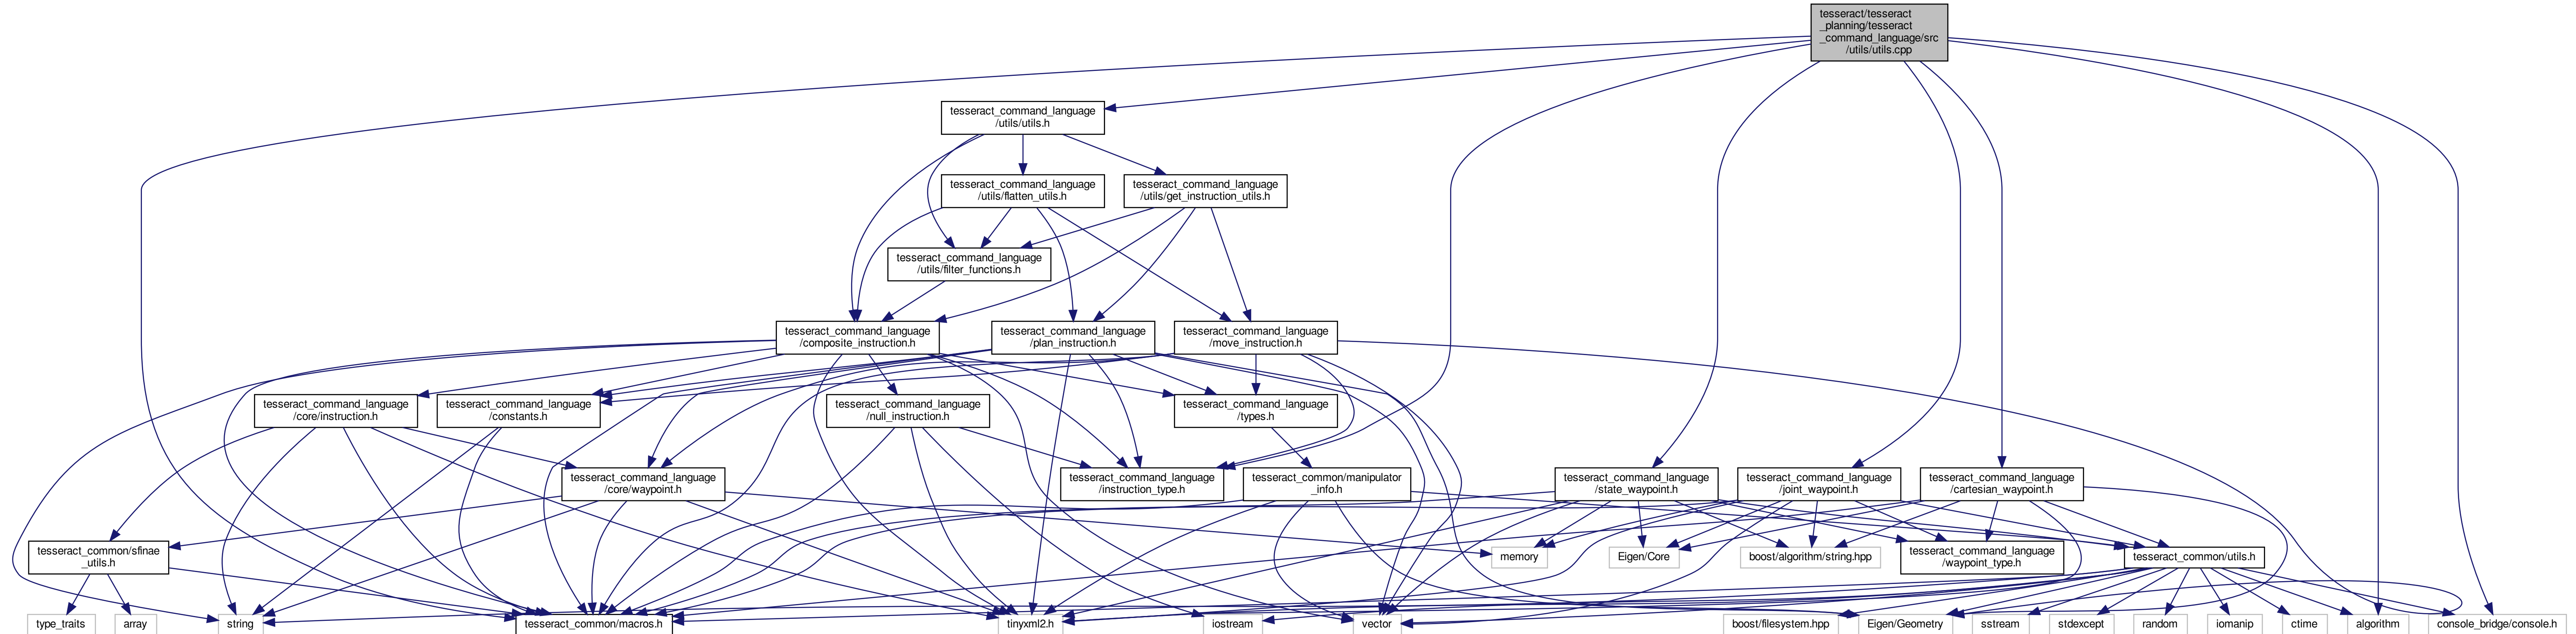 tesseract/tesseract
_planning/tesseract
_command_language/src
/utils/utils.cpp
tesseract_command_language
/utils/utils.h
tesseract_command_language
/utils/flatten_utils.h
tesseract_command_language
/utils/get_instruction_utils.h
tesseract_command_language
/utils/filter_functions.h
tesseract_command_language
/composite_instruction.h
tesseract_command_language
/plan_instruction.h
tesseract_command_language
/move_instruction.h
tesseract_command_language
/core/instruction.h
tesseract_command_language
/constants.h
tesseract_command_language
/null_instruction.h
tesseract_command_language
/types.h
tesseract_command_language
/core/waypoint.h
tesseract_command_language
/instruction_type.h
tesseract_common/manipulator
_info.h
tesseract_command_language
/state_waypoint.h
tesseract_command_language
/joint_waypoint.h
tesseract_command_language
/cartesian_waypoint.h
tesseract_common/sfinae
_utils.h
memory
Eigen/Core
boost/algorithm/string.hpp
tesseract_command_language
/waypoint_type.h
tesseract_common/utils.h
type_traits
array
string
tesseract_common/macros.h
tinyxml2.h
iostream
vector
boost/filesystem.hpp
Eigen/Geometry
sstream
stdexcept
random
iomanip
ctime
algorithm
console_bridge/console.h